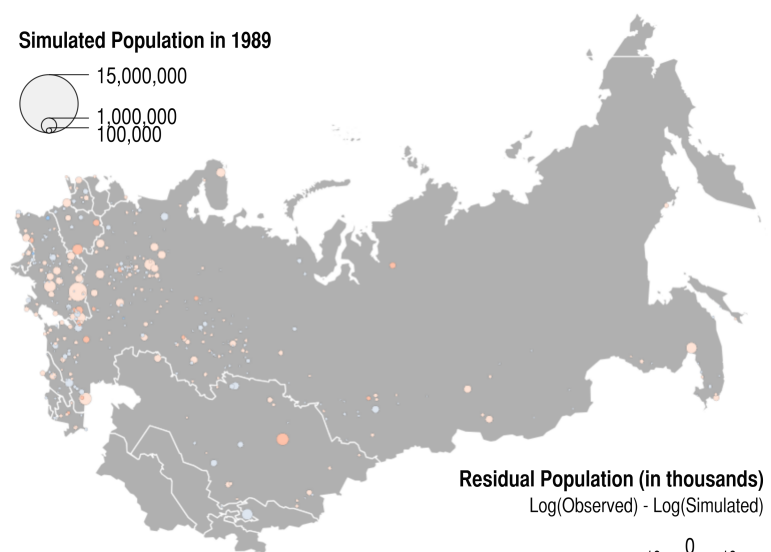 Simulated Population in 1989
15,000,000
1,000,000
100,000
Residual Population (in thousands)
Log(Observed) - Log(Simulated)
0